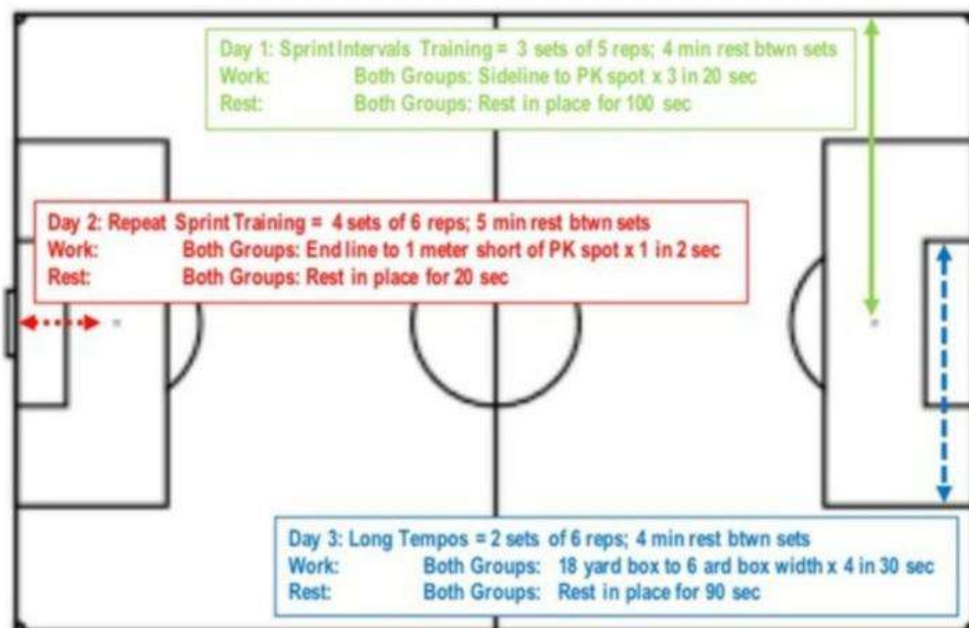 Day 1: Sprint Intervals Training = 3 sets of 5 reps; 4 min rest btwn sets
Work: Both Groups: Sideline to PK spot x 3 in 20 sec
Rest: Both Groups: Rest in place for 100 sec
Day 2: Repeat Sprint Training = 4 sets of 6 reps; 5 min rest btwn sets
Work: Both Groups: End line to 1 meter short of PK spot x 1 in 2 sec
Rest: Both Groups: Rest in place for 20 sec
Day 3: Long Tempos = 2 sets of 6 reps; 4 min rest btwn sets
Work: Both Groups: 18 yard box to 6 ard box width x 4 in 30 sec
Rest: Both Groups: Rest in place for 90 sec